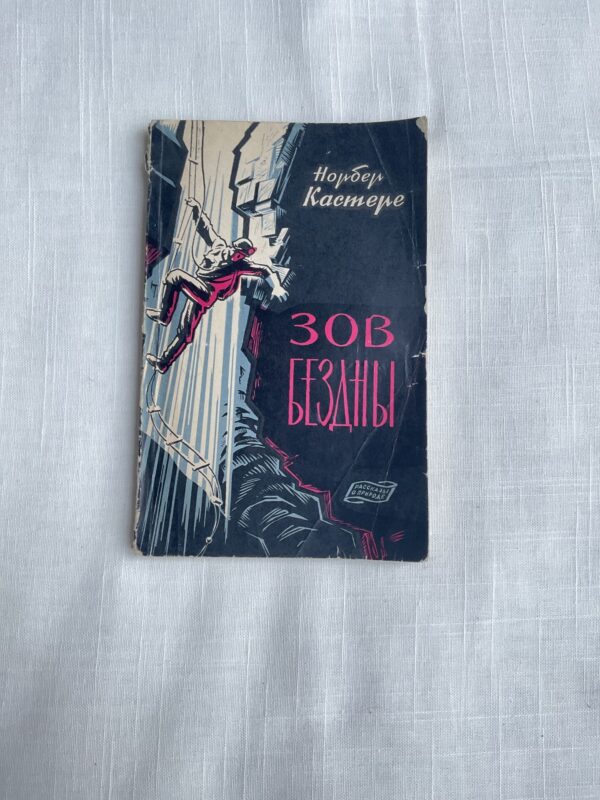 Норбер
Кастере
ЗОВ
БЕЗДНЫ
РАССКАЗЫ
О ПРИРОДЕ